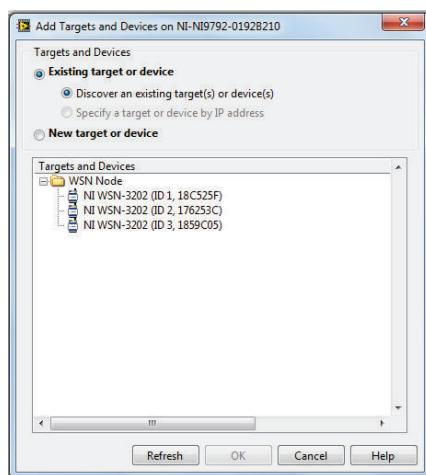 Add Targets and Devices on NI-NI9792-01928210
Targets and Devices
Existing target or device
Discover an existing target(s) or device(s)
Specify a target or device by IP address
New target or device
Targets and Devices
WSN Node
NI WSN-3202 (ID 1, 18C525F)
NI WSN-3202 (ID 2, 176253C)
NI WSN-3202 (ID 3, 1859C05)
Refresh OK Cancel Help